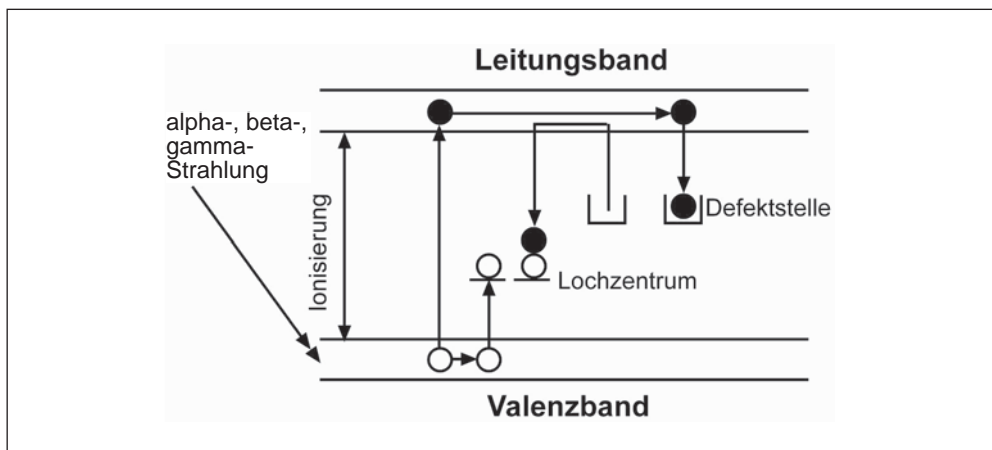 Leitungsband
alpha-, beta-,
gamma-
Strahlung
Ionisierung
Defektstelle
Lochzentrum
Valenzband